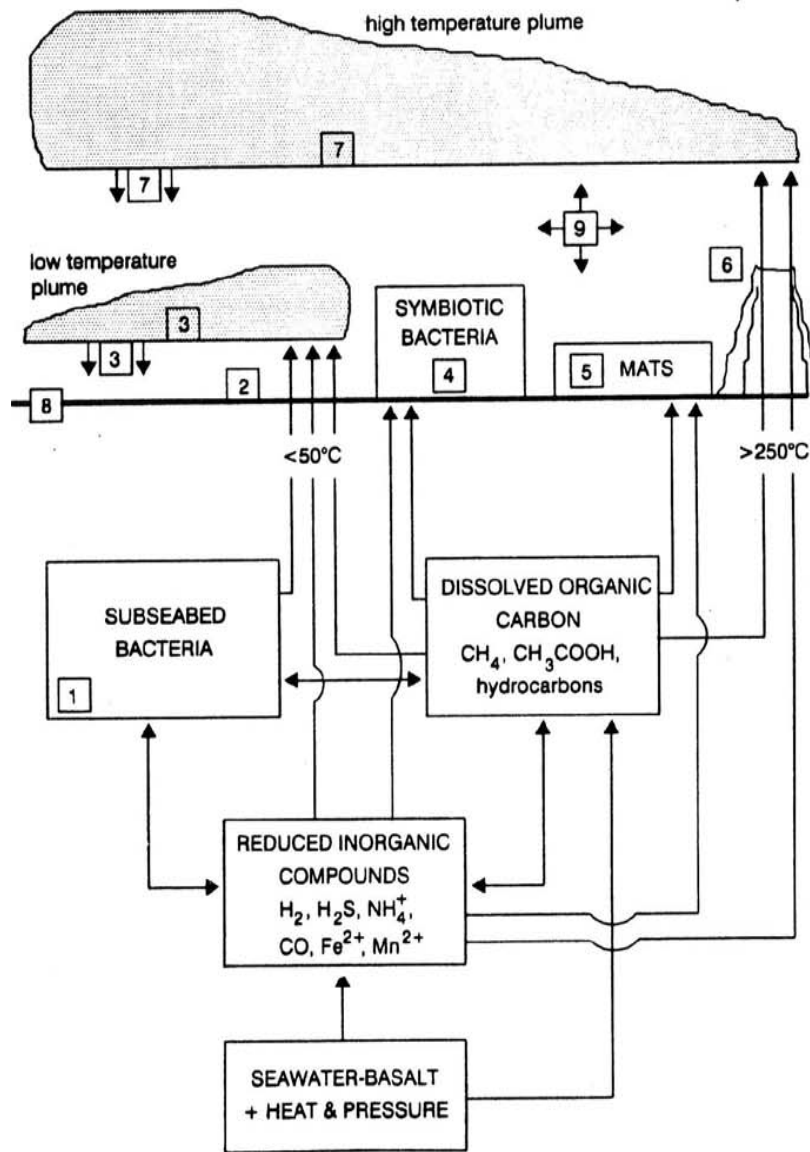 high temperature plume
7
7
9
low temperature
plume
6
3
SYMBIOTIC
BACTERIA
4
5 MATS
3
2
8
<50°C
>250°C
SUBSEABED
BACTERIA
1
DISSOLVED ORGANIC
CARBON
CH₄, CH₃COOH,
hydrocarbons
REDUCED INORGANIC
COMPOUNDS
H₂, H₂S, NH₄⁺,
CO, Fe²⁺, Mn²⁺
SEAWATER-BASALT
+ HEAT & PRESSURE